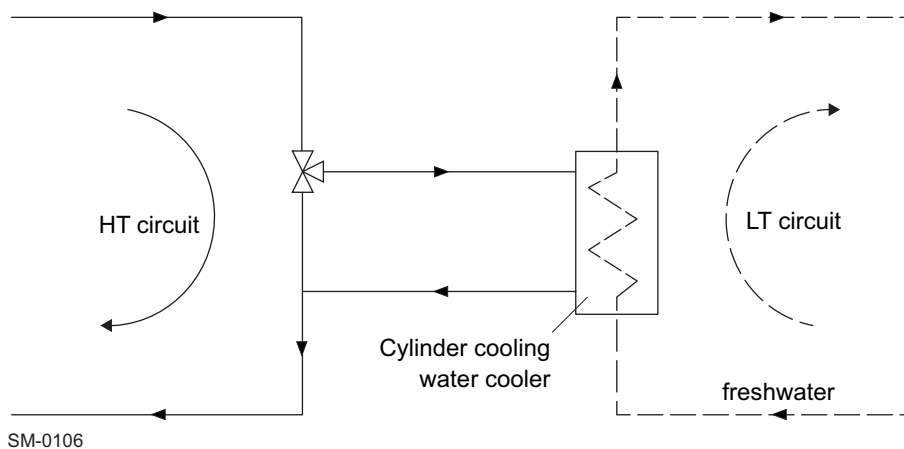 HT circuit
LT circuit
Cylinder cooling
water cooler
freshwater
SM-0106